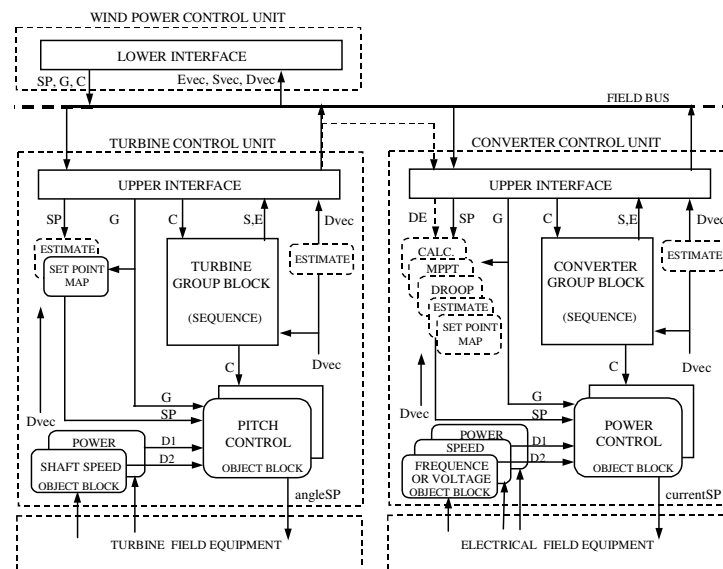 WIND POWER CONTROL UNIT
LOWER INTERFACE
SP, G, C
Evec, Svec, Dvec
FIELD BUS
TURBINE CONTROL UNIT
UPPER INTERFACE
SP
G
C
S,E
Dvec
ESTIMATE
SET POINT
MAP
TURBINE
GROUP BLOCK
(SEQUENCE)
ESTIMATE
Dvec
C
Dvec
G
SP
PITCH
CONTROL
OBJECT BLOCK
POWER
D1
SHAFT SPEED
D2
OBJECT BLOCK
angleSP
TURBINE FIELD EQUIPMENT
CONVERTER CONTROL UNIT
UPPER INTERFACE
DE
SP
G
C
S,E
Dvec
CALC.
MPPT
DROOP
ESTIMATE
SET POINT
MAP
CONVERTER
GROUP BLOCK
(SEQUENCE)
ESTIMATE
Dvec
C
Dvec
G
SP
POWER
CONTROL
OBJECT BLOCK
POWER
SPEED
D1
FREQUENCE
OR VOLTAGE
D2
OBJECT BLOCK
currentSP
ELECTRICAL FIELD EQUIPMENT